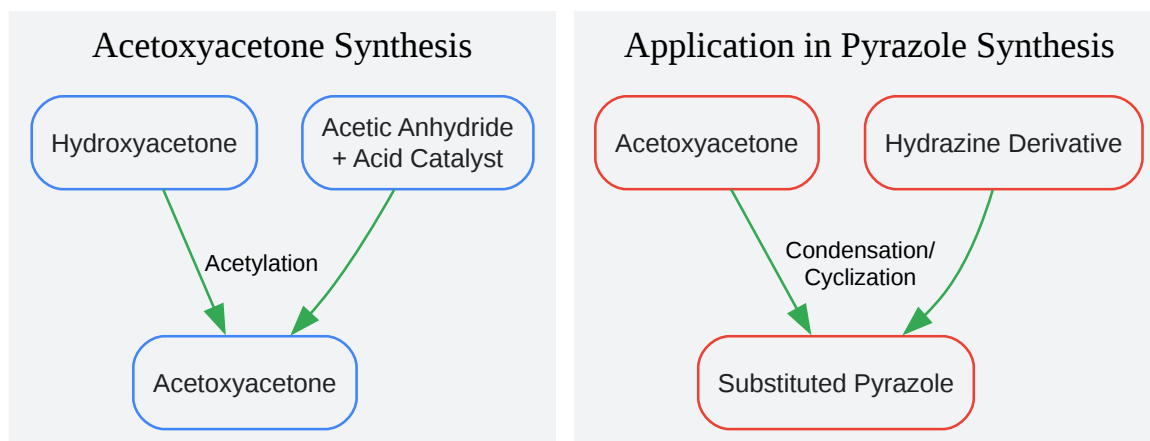 Acetoxyacetone Synthesis
Hydroxyacetone
Acetic Anhydride
+ Acid Catalyst
Acetylation
Acetoxyacetone
Application in Pyrazole Synthesis
Acetoxyacetone
Hydrazine Derivative
Condensation/
Cyclization
Substituted Pyrazole